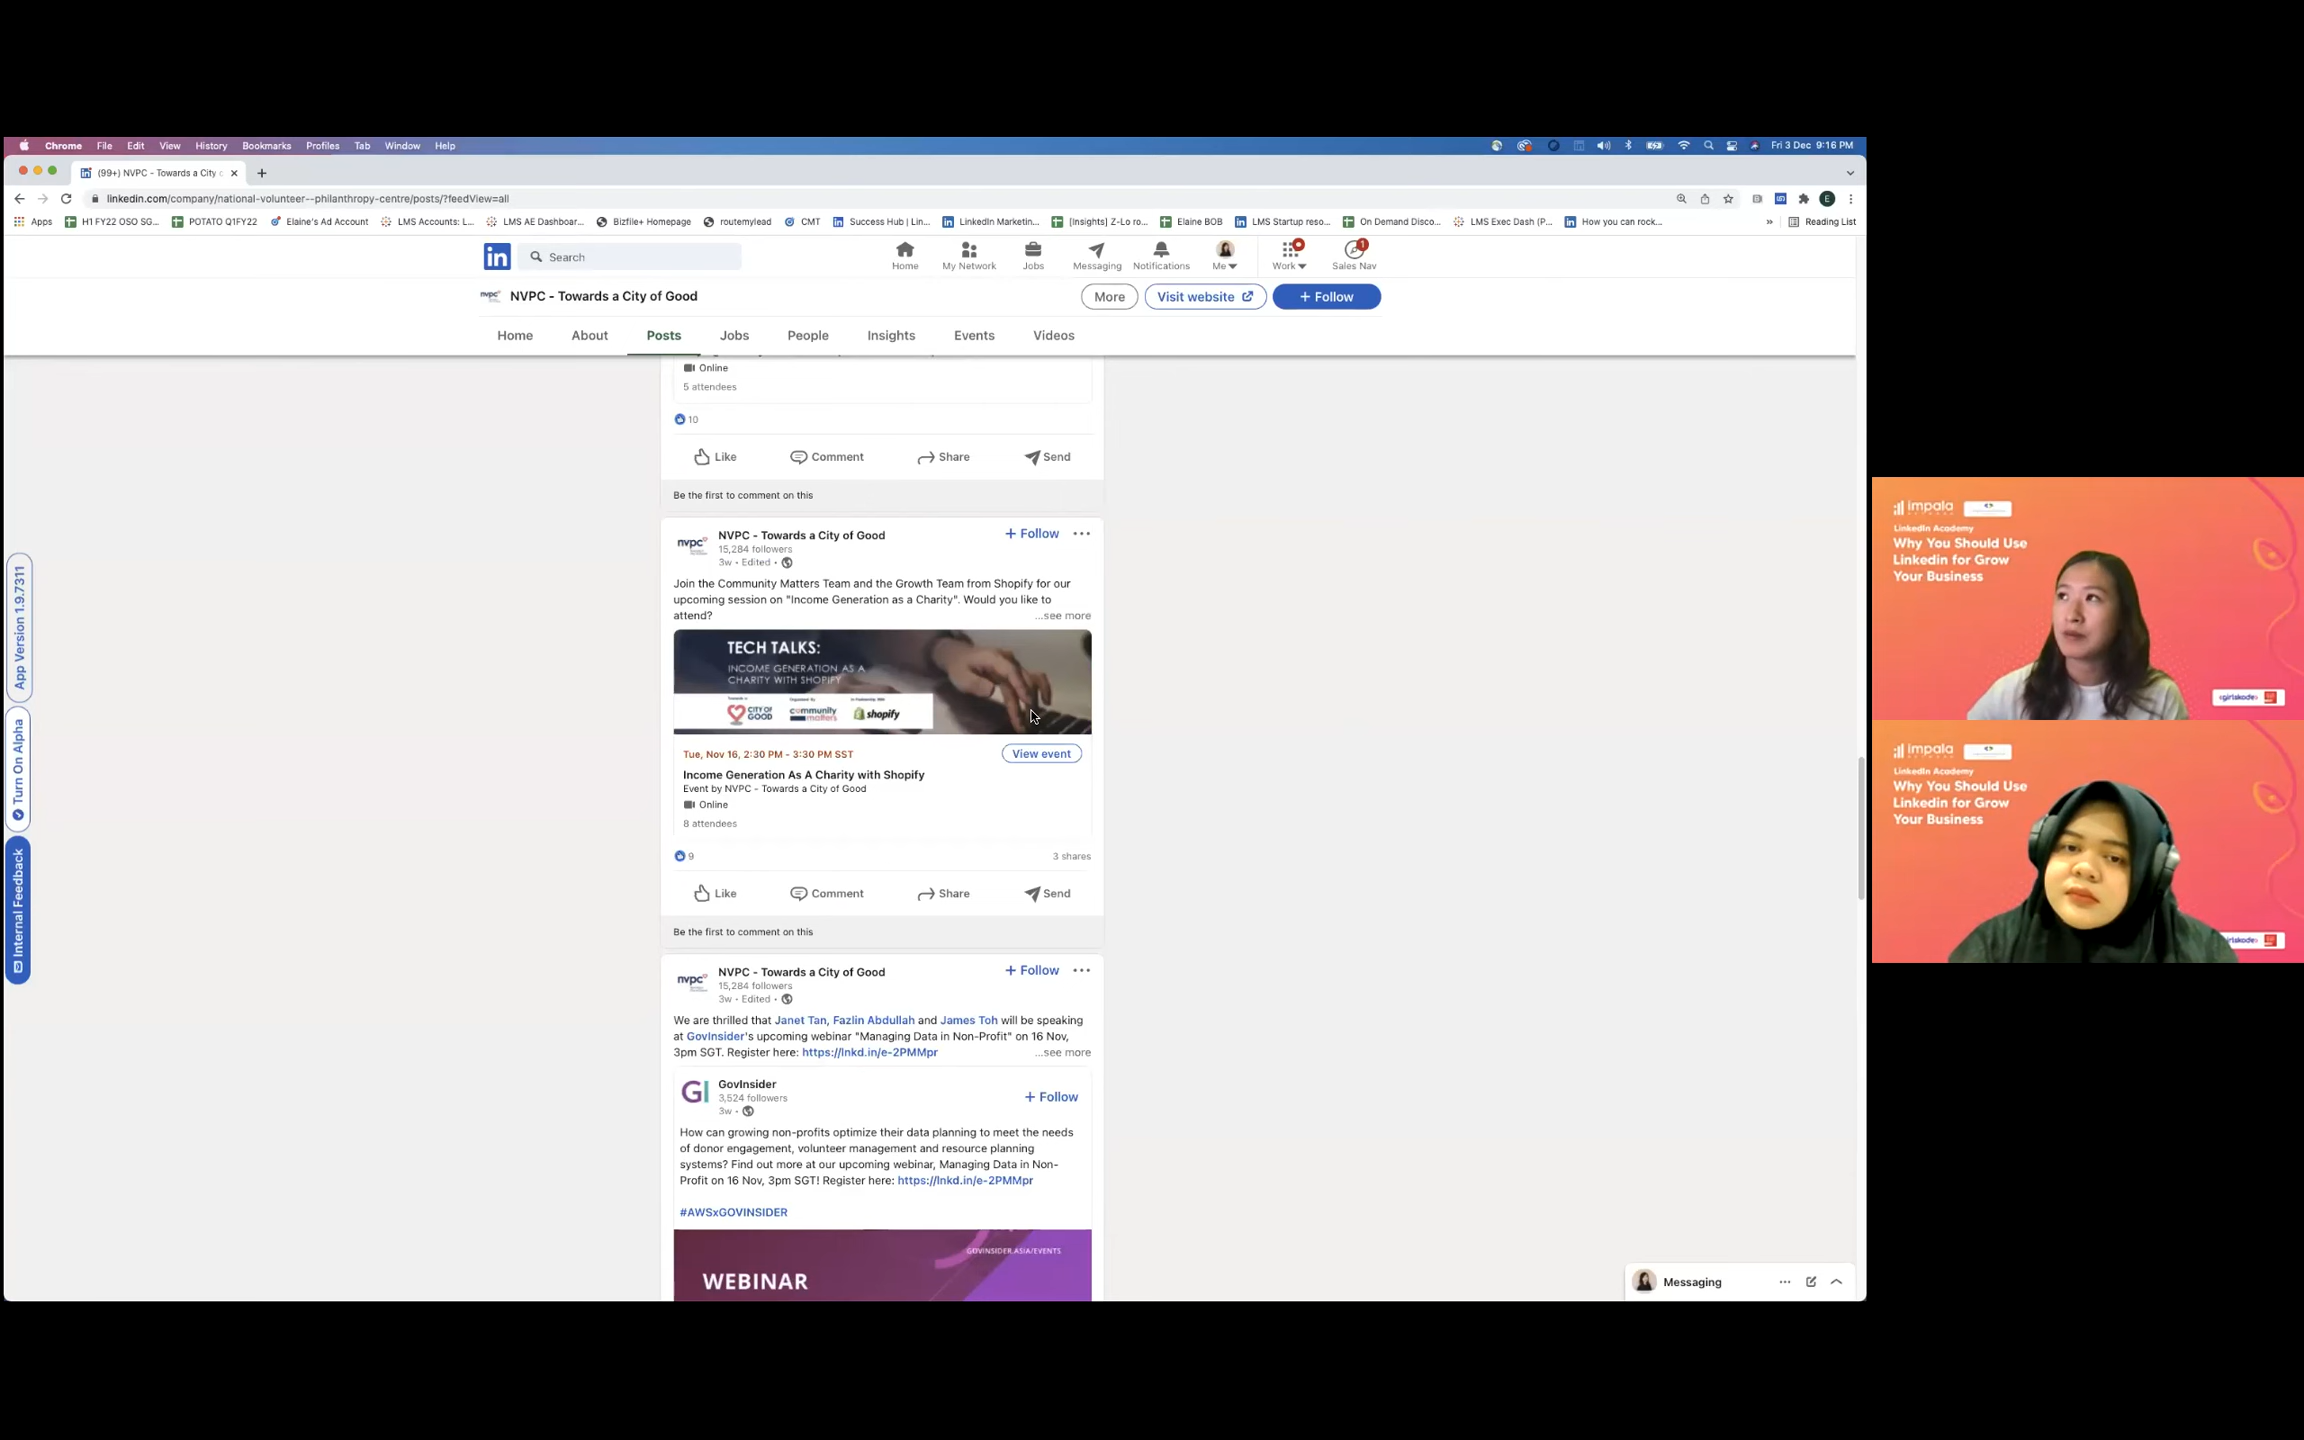 Chrome File Edit View History Bookmarks Profiles Tab Window Help
Fri 3 Dec 9:16 PM
(99+) NVPC - Towards a City
linkedin.com/company/national-volunteer--philanthropy-centre/posts/?feedView=all
E
Apps H1 FY22 OSO SG... POTATO Q1FY22 Elaine's Ad Account LMS Accounts: L... LMS AE Dashboar... Bizfile+ Homepage routemylead CMT Success Hub | Lin... LinkedIn Marketin... [Insights] Z-Lo ro... Elaine BOB LMS Startup reso... On Demand Disco... LMS Exec Dash (P... How you can rock... » Reading List
in Search
Home My Network Jobs Messaging Notifications Me Work Sales Nav
1
nvpc NVPC - Towards a City of Good
More Visit website + Follow
Home About Posts Jobs People Insights Events Videos
Online
5 attendees
10
Like Comment Share Send
Be the first to comment on this
nvpc
NVPC - Towards a City of Good
+ Follow
15,284 followers
3w • Edited •
Join the Community Matters Team and the Growth Team from Shopify for our
upcoming session on "Income Generation as a Charity". Would you like to
attend?
...see more
TECH TALKS:
INCOME GENERATION AS A
CHARITY WITH SHOPIFY
CITY OF
GOOD
community
matters
shopify
Tue, Nov 16, 2:30 PM - 3:30 PM SST
View event
Income Generation As A Charity with Shopify
Event by NVPC - Towards a City of Good
Online
8 attendees
9
3 shares
Like Comment Share Send
Be the first to comment on this
nvpc
NVPC - Towards a City of Good
+ Follow
15,284 followers
3w • Edited •
We are thrilled that Janet Tan, Fazlin Abdullah and James Toh will be speaking
at GovInsider's upcoming webinar "Managing Data in Non-Profit" on 16 Nov,
3pm SGT. Register here: https://lnkd.in/e-2PMMpr
...see more
GI
GovInsider
3,524 followers
+ Follow
3w •
How can growing non-profits optimize their data planning to meet the needs
of donor engagement, volunteer management and resource planning
systems? Find out more at our upcoming webinar, Managing Data in Non-
Profit on 16 Nov, 3pm SGT! Register here: https://lnkd.in/e-2PMMpr
#AWSxGOVINSIDER
GOVINSIDER.ASIA/EVENTS
WEBINAR
Messaging
App Version 1.9.7311
Turn On Alpha
Internal Feedback
impala
LinkedIn Academy
Why You Should Use
Linkedin for Grow
Your Business
<girlskode>
impala
LinkedIn Academy
Why You Should Use
Linkedin for Grow
Your Business